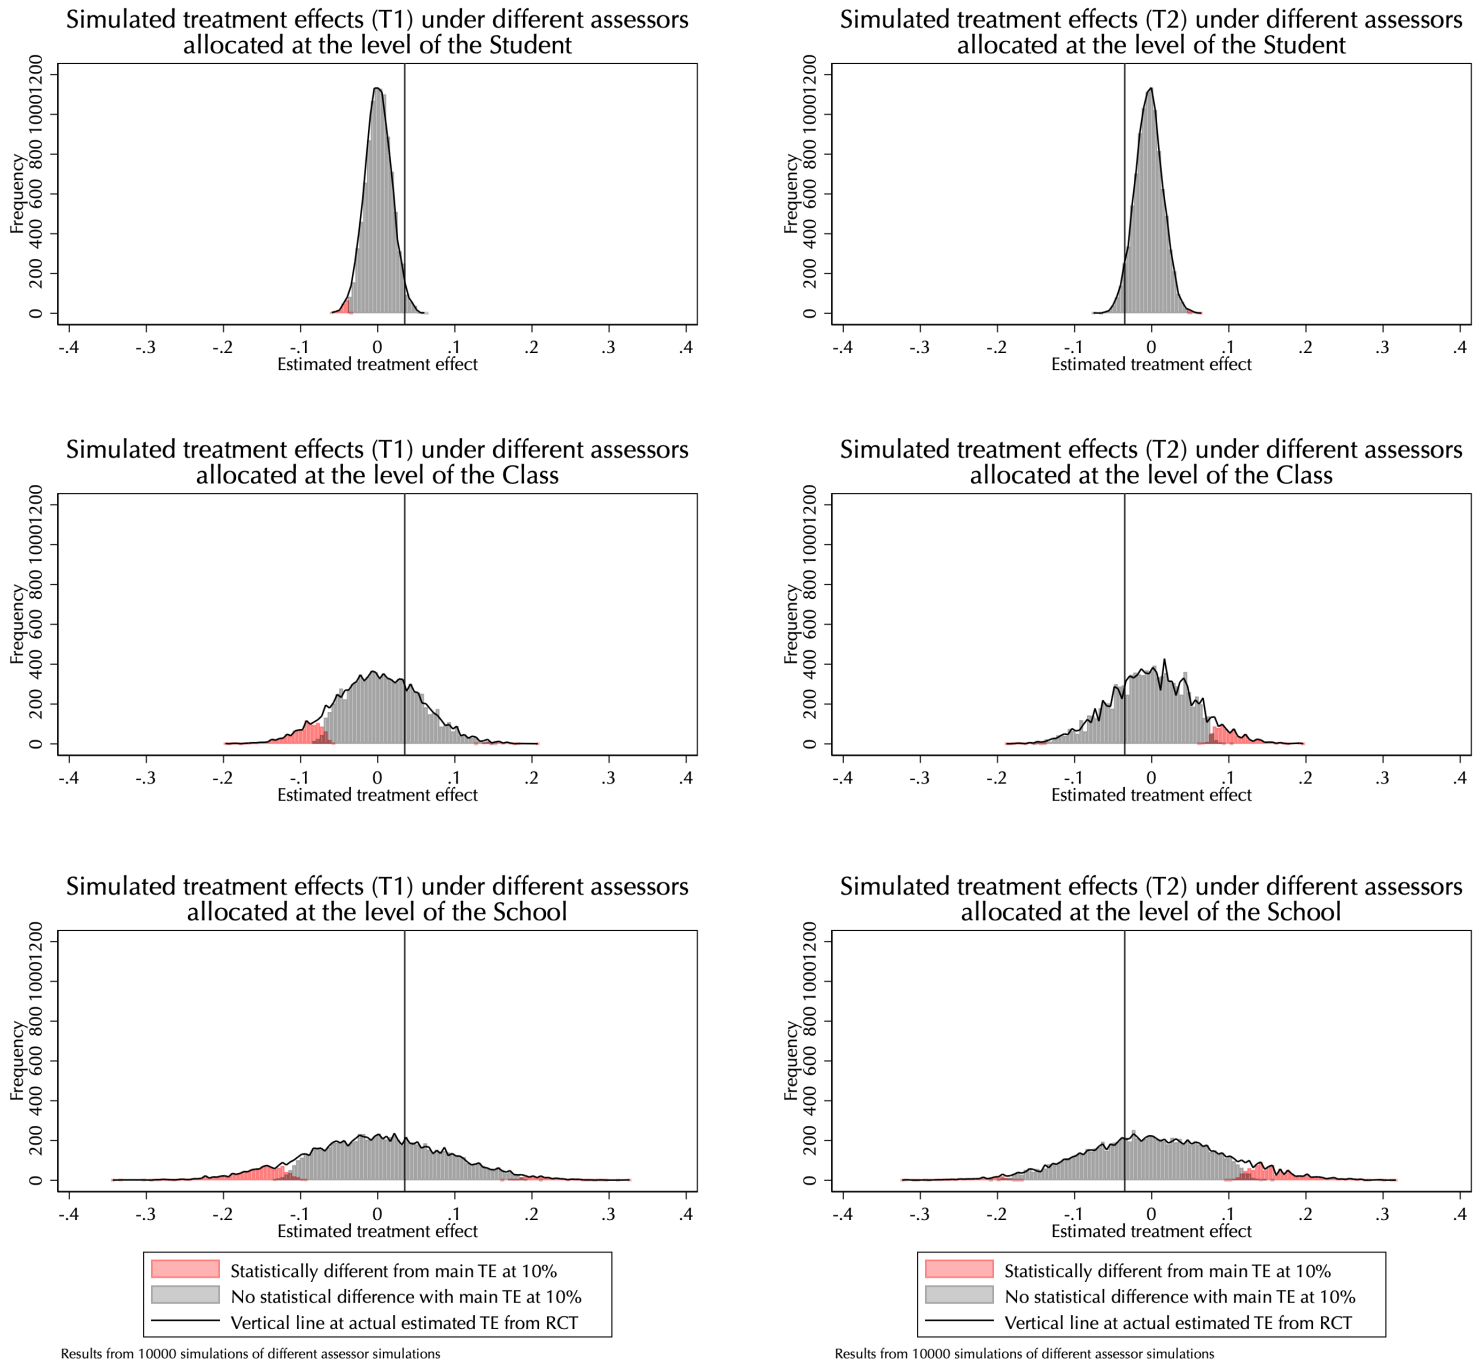 Simulated treatment effects (T1) under different assessors
allocated at the level of the Student
Frequency
0 200 400 600 800 1000 1200
-.4 -.3 -.2 -.1 0 .1 .2 .3 .4
Estimated treatment effect
Simulated treatment effects (T2) under different assessors
allocated at the level of the Student
Frequency
0 200 400 600 800 1000 1200
-.4 -.3 -.2 -.1 0 .1 .2 .3 .4
Estimated treatment effect
Simulated treatment effects (T1) under different assessors
allocated at the level of the Class
Frequency
0 200 400 600 800 1000 1200
-.4 -.3 -.2 -.1 0 .1 .2 .3 .4
Estimated treatment effect
Simulated treatment effects (T2) under different assessors
allocated at the level of the Class
Frequency
0 200 400 600 800 1000 1200
-.4 -.3 -.2 -.1 0 .1 .2 .3 .4
Estimated treatment effect
Simulated treatment effects (T1) under different assessors
allocated at the level of the School
Frequency
0 200 400 600 800 1000 1200
-.4 -.3 -.2 -.1 0 .1 .2 .3 .4
Estimated treatment effect
Statistically different from main TE at 10%
No statistical difference with main TE at 10%
Vertical line at actual estimated TE from RCT
Results from 10000 simulations of different assessor simulations
Simulated treatment effects (T2) under different assessors
allocated at the level of the School
Frequency
0 200 400 600 800 1000 1200
-.4 -.3 -.2 -.1 0 .1 .2 .3 .4
Estimated treatment effect
Statistically different from main TE at 10%
No statistical difference with main TE at 10%
Vertical line at actual estimated TE from RCT
Results from 10000 simulations of different assessor simulations